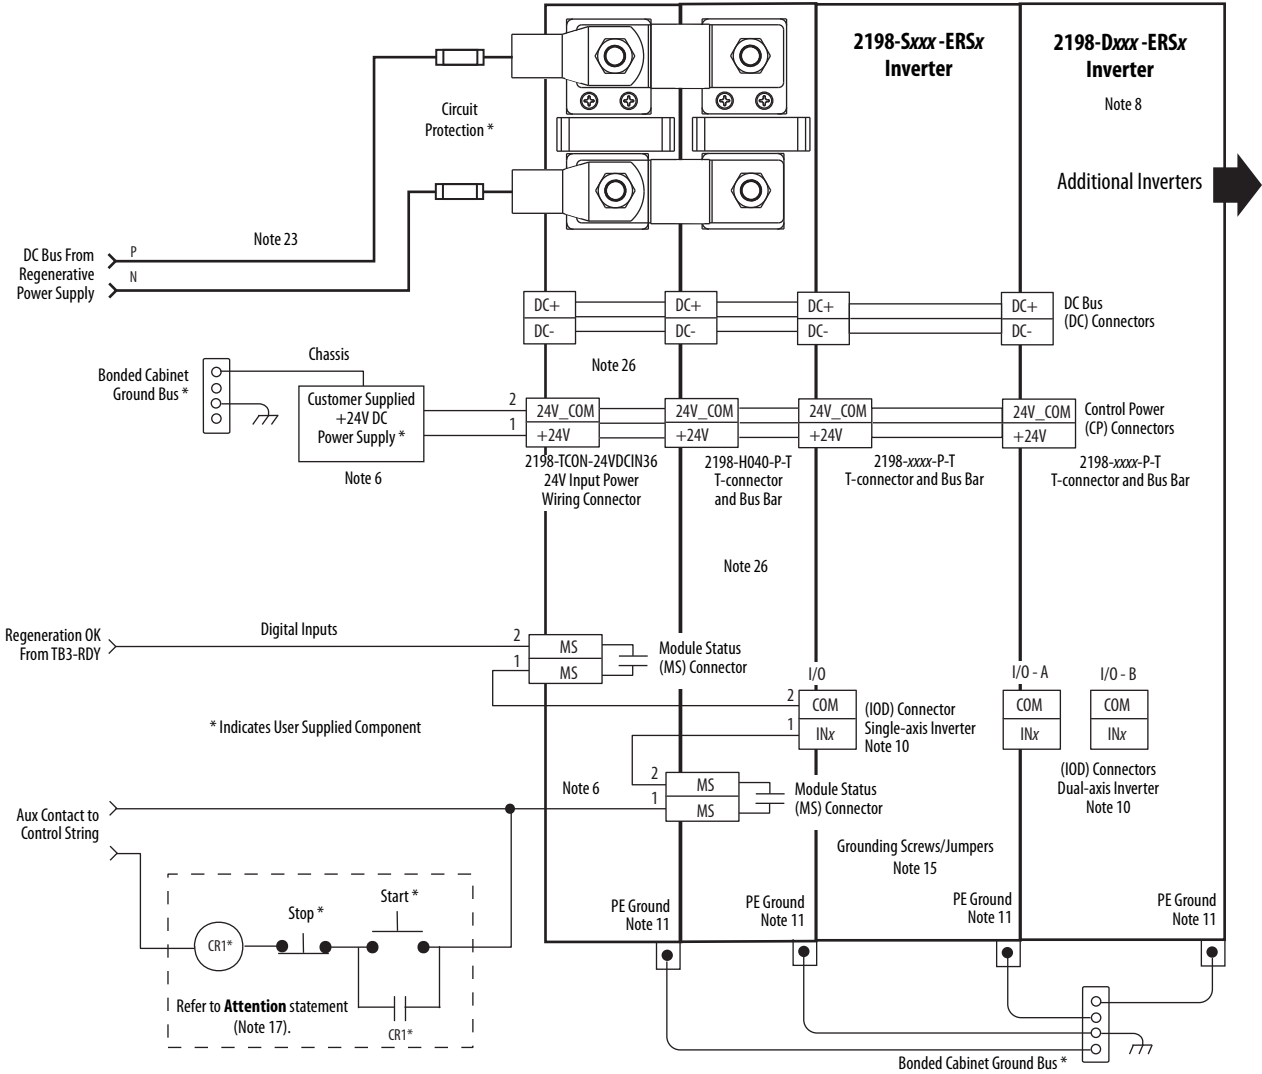 2198-Sxxx -ERSx
Inverter
2198-Dxxx -ERSx
Inverter
Note 8
Circuit
Protection *
Additional Inverters
Note 23
DC Bus From
Regenerative
Power Supply
P
N
DC+
DC-
DC+
DC-
DC+
DC-
DC+
DC-
DC Bus
(DC) Connectors
Note 26
Bonded Cabinet
Ground Bus *
Chassis
Customer Supplied
+24V DC
Power Supply *
Note 6
2
1
24V_COM
+24V
24V_COM
+24V
24V_COM
+24V
24V_COM
+24V
Control Power
(CP) Connectors
2198-TCON-24VDCIN36
24V Input Power
Wiring Connector
2198-H040-P-T
T-connector
and Bus Bar
2198-xxxx-P-T
T-connector and Bus Bar
2198-xxxx-P-T
T-connector and Bus Bar
Note 26
Regeneration OK
From TB3-RDY
Digital Inputs
2
1
MS
MS
Module Status
(MS) Connector
I/O
I/O - A
I/O - B
2
1
COM
INx
(IOD) Connector
Single-axis Inverter
Note 10
COM
INx
COM
INx
(IOD) Connectors
Dual-axis Inverter
Note 10
* Indicates User Supplied Component
Note 6
2
1
MS
MS
Module Status
(MS) Connector
Aux Contact to
Control String
Grounding Screws/Jumpers
Note 15
Start *
Stop *
CR1*
CR1*
Refer to Attention statement
(Note 17).
PE Ground
Note 11
PE Ground
Note 11
PE Ground
Note 11
PE Ground
Note 11
Bonded Cabinet Ground Bus *